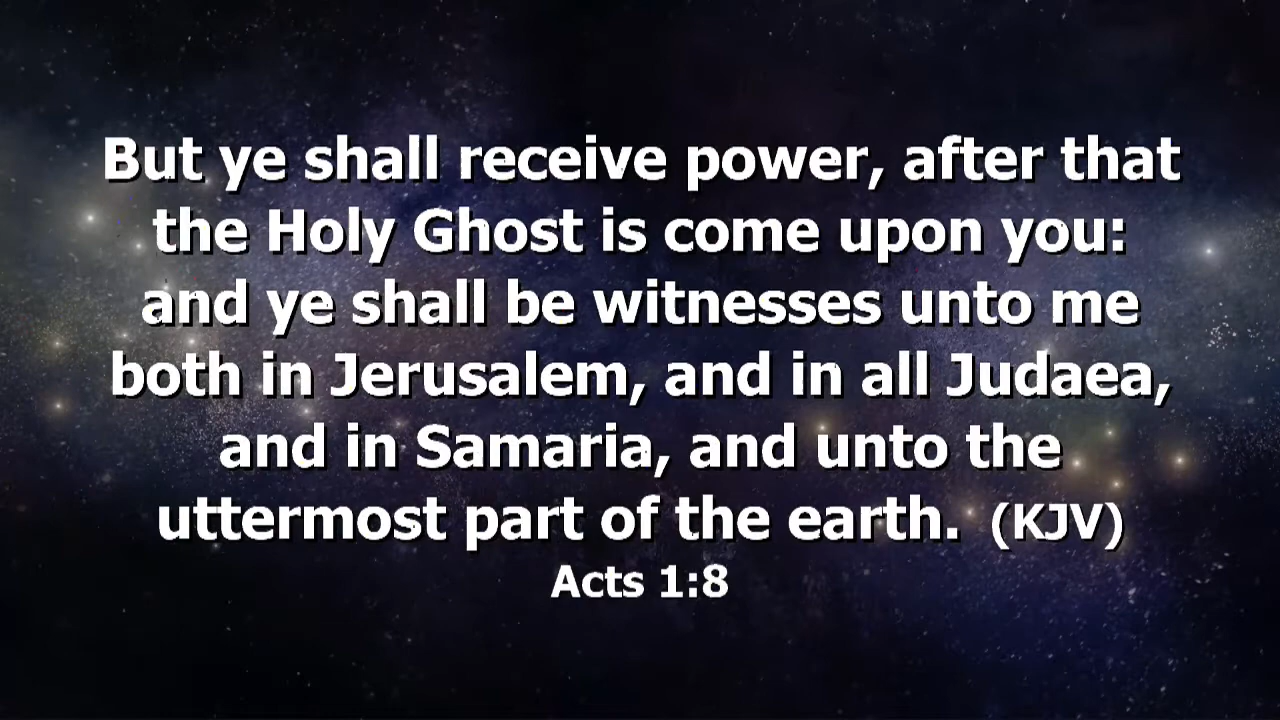 But ye shall receive power, after that
the Holy Ghost is come upon you:
and ye shall be witnesses unto me
both in Jerusalem, and in all Judaea,
and in Samaria, and unto the
uttermost part of the earth. (KJV)
Acts 1:8